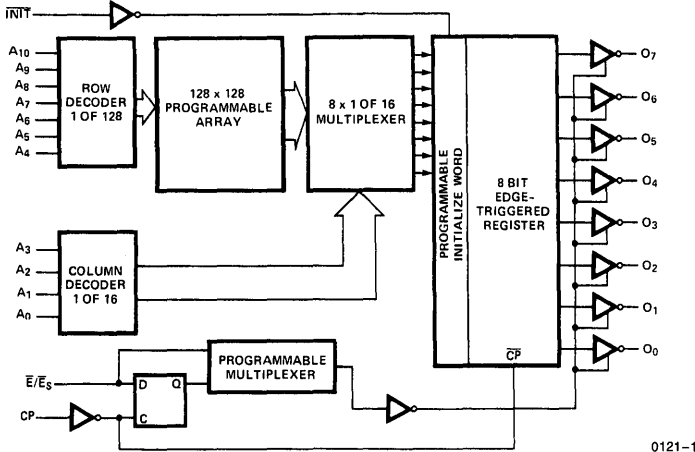 INIT
A10
A9
A8
A7
A6
A5
A4
ROW
DECODER
1 OF 128
128 x 128
PROGRAMMABLE
ARRAY
8 x 1 OF 16
MULTIPLEXER
PROGRAMMABLE
INITIALIZE WORD
8 BIT
EDGE-
TRIGGERED
REGISTER
CP
O7
O6
O5
O4
O3
O2
O1
O0
A3
A2
A1
A0
COLUMN
DECODER
1 OF 16
E/ES
D Q
C
CP
PROGRAMMABLE
MULTIPLEXER
0121-1